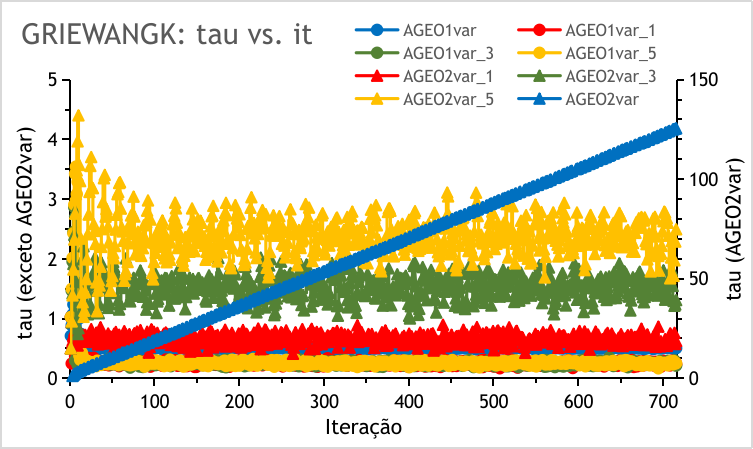 GRIEWANGK: tau vs. it
AGEO1var
AGEO1var_1
AGEO1var_3
AGEO1var_5
AGEO2var_1
AGEO2var_3
AGEO2var_5
AGEO2var
tau (exceto AGEO2var)
5
4
3
2
1
0
150
100
50
0
tau (AGEO2var)
0 100 200 300 400 500 600 700
Iteração